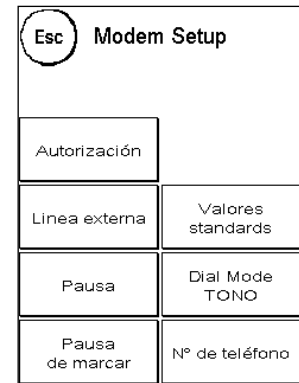 Esc Modem Setup
Autorización
Linea externa
Valores
standards
Pausa
Dial Mode
TONO
Pausa
de marcar
Nº de teléfono